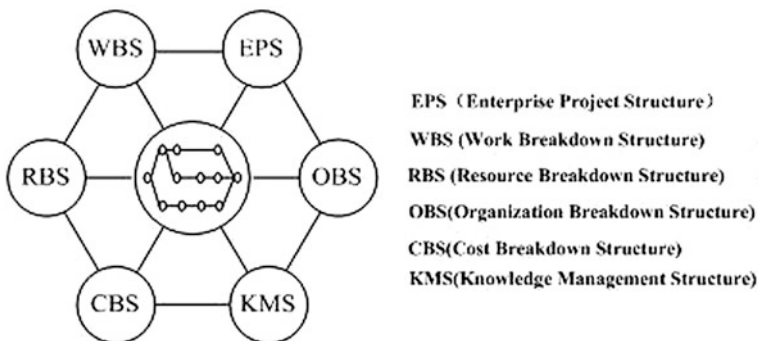 WBS
EPS
RBS
OBS
CBS
KMS
EPS （Enterprise Project Structure）
WBS (Work Breakdown Structure)
RBS (Resource Breakdown Structure)
OBS(Organization Breakdown Structure)
CBS(Cost Breakdown Structure)
KMS(Knowledge Management Structure)